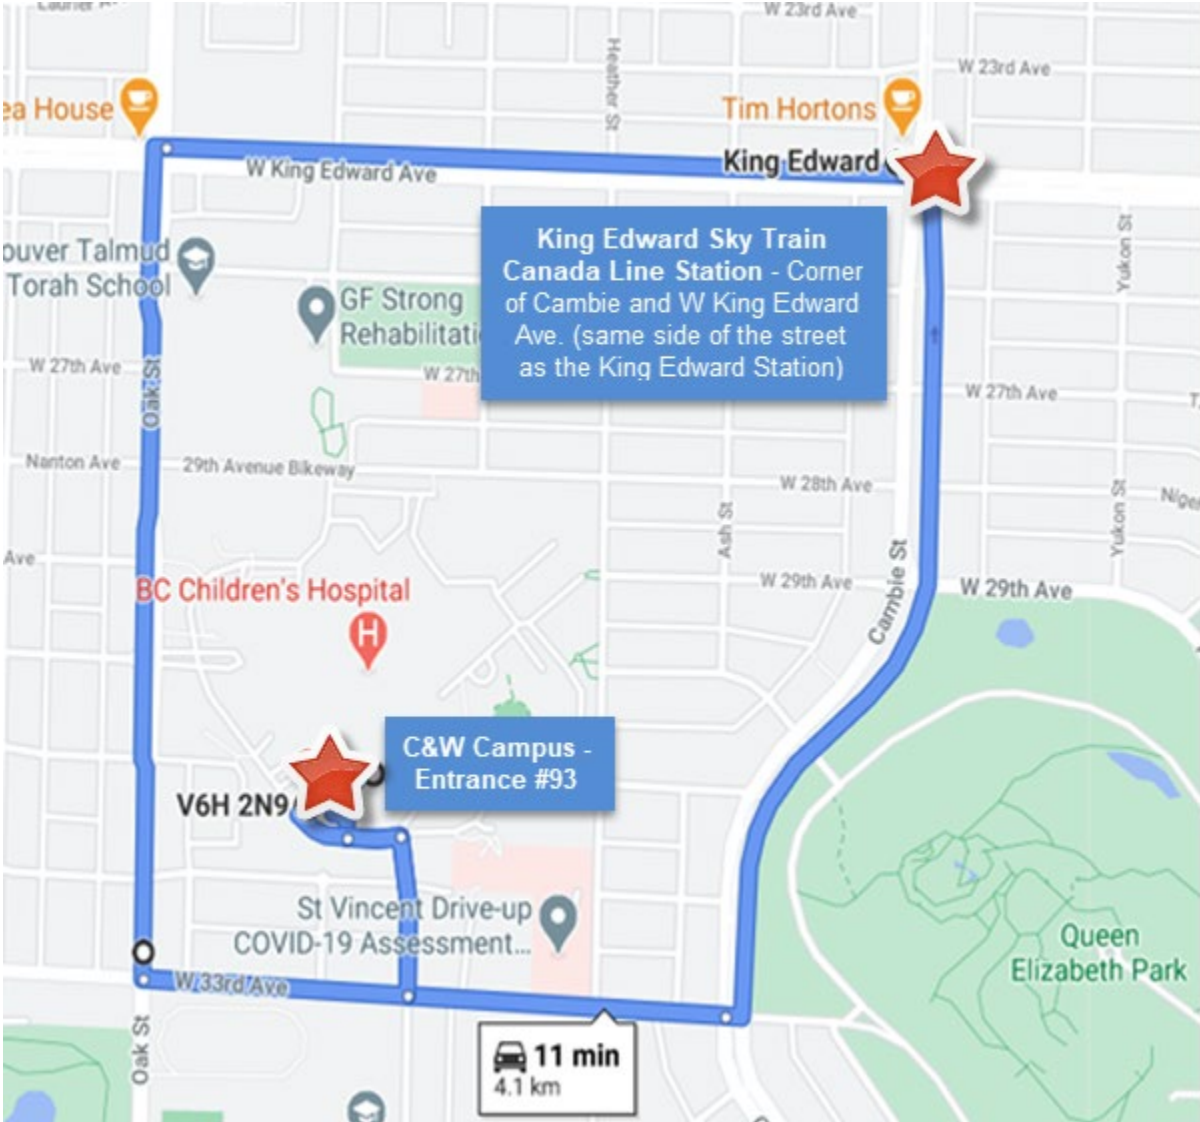 W 23rd Ave
Heather St
W 23rd Ave
ea House
Tim Hortons
King Edward
W King Edward Ave
ouver Talmud
Torah School
King Edward Sky Train
Canada Line Station - Corner
of Cambie and W King Edward
Ave. (same side of the street
as the King Edward Station)
Yukon St
GF Strong
Rehabilitati
W 27th Ave
W 27th
W 27th Ave
Oak St
Nanton Ave
29th Avenue Bikeway
W 28th Ave
Ash St
Yukon St
Ave
BC Children's Hospital
H
W 29th Ave
W 29th Ave
Cambie St
C&W Campus -
Entrance #93
V6H 2N9
St Vincent Drive-up
COVID-19 Assessment...
Queen
Elizabeth Park
W 33rd Ave
Oak St
11 min
4.1 km